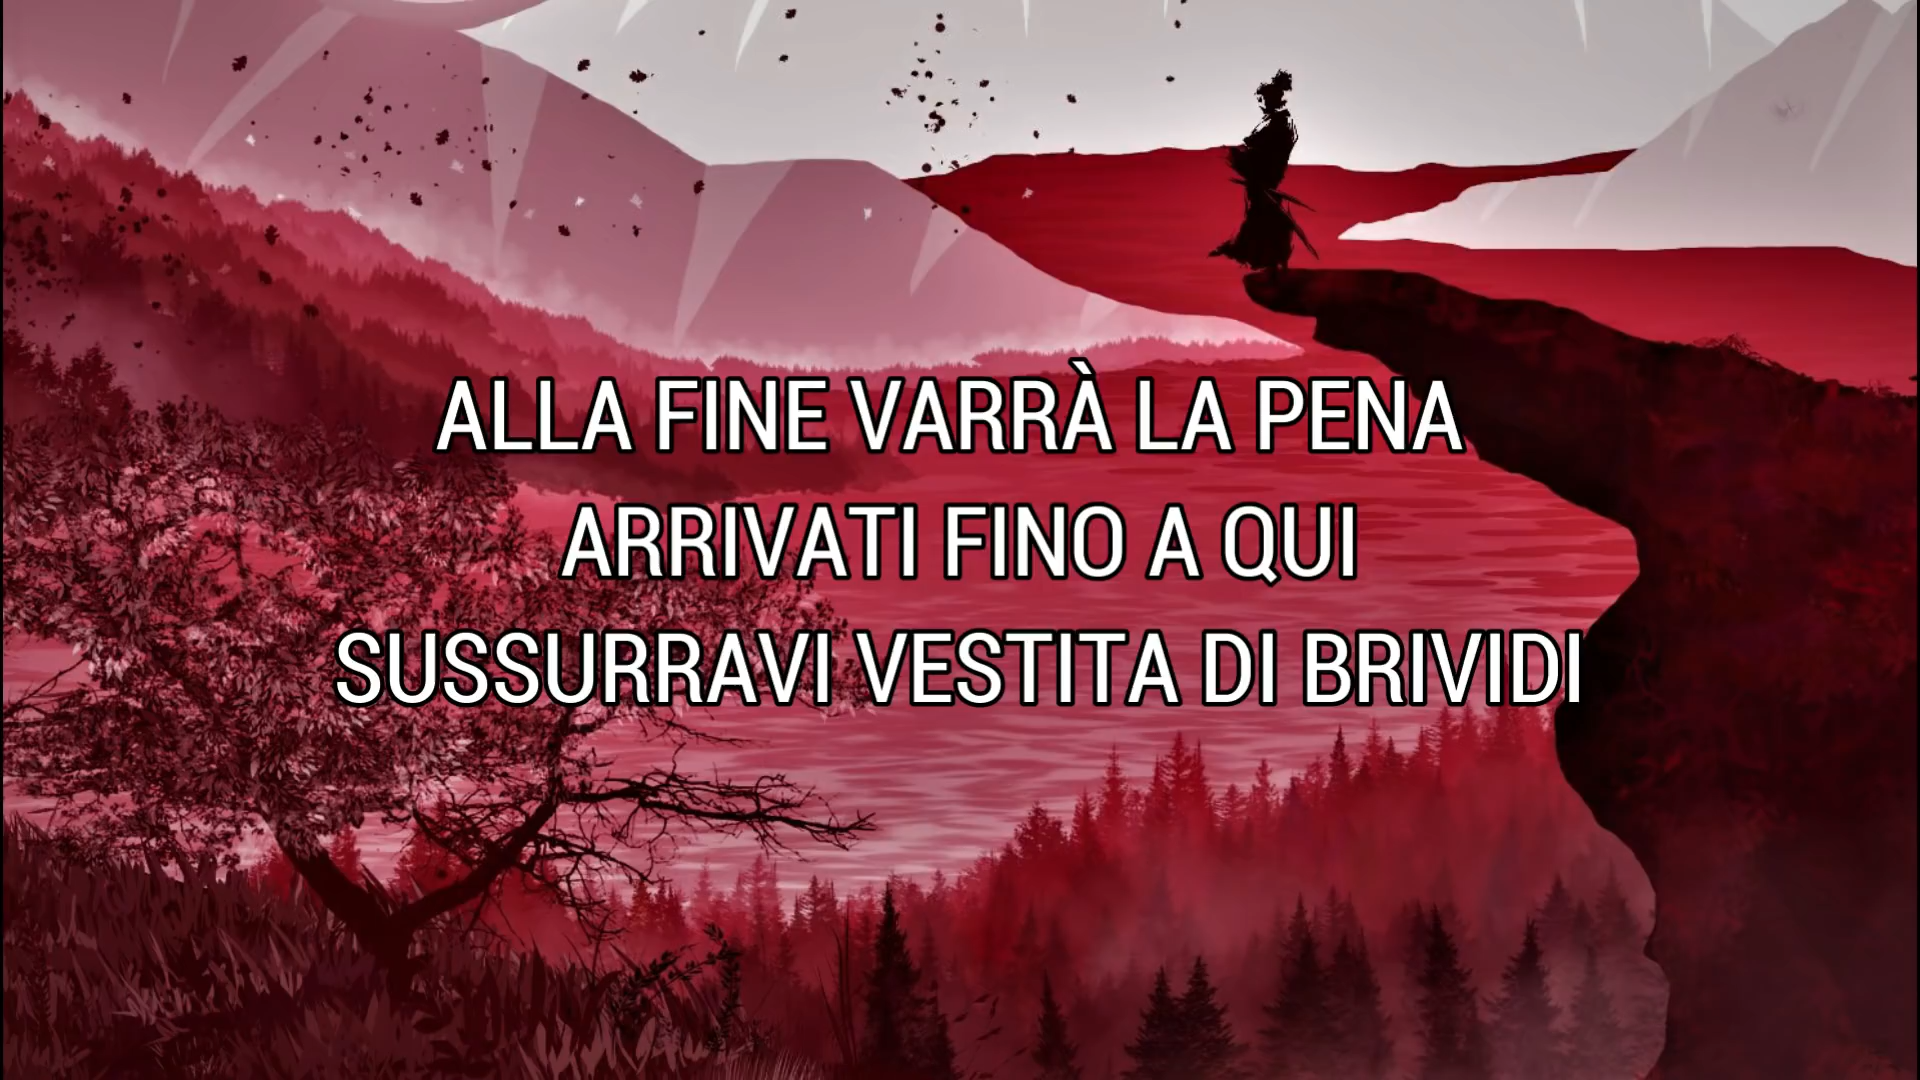 ALLA FINE VARRÀ LA PENA
ARRIVATI FINO A QUI
SUSSURRAVI VESTITA DI BRIVIDI